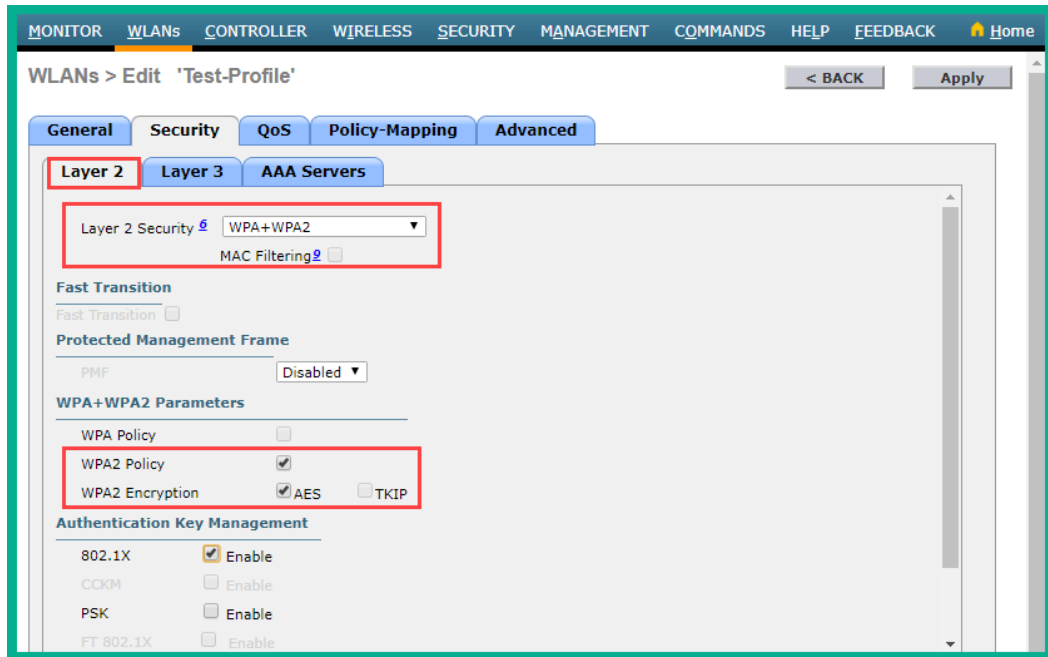 MONITOR WLANs CONTROLLER WIRELESS SECURITY MANAGEMENT COMMANDS HELP FEEDBACK Home
WLANs > Edit 'Test-Profile'
< BACK Apply
General Security QoS Policy-Mapping Advanced
Layer 2 Layer 3 AAA Servers
Layer 2 Security 6 WPA+WPA2
MAC Filtering 9
Fast Transition
Fast Transition
Protected Management Frame
PMF Disabled
WPA+WPA2 Parameters
WPA Policy
WPA2 Policy
WPA2 Encryption AES TKIP
Authentication Key Management
802.1X Enable
CCKM Enable
PSK Enable
FT 802.1X Enable